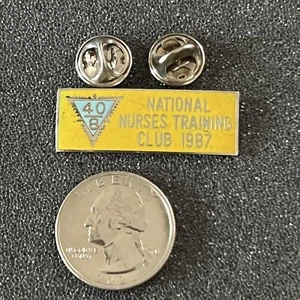 40
8
NATIONAL
NURSES TRAINING
CLUB 1987
LIBERTY
IN GOD WE
TRUST